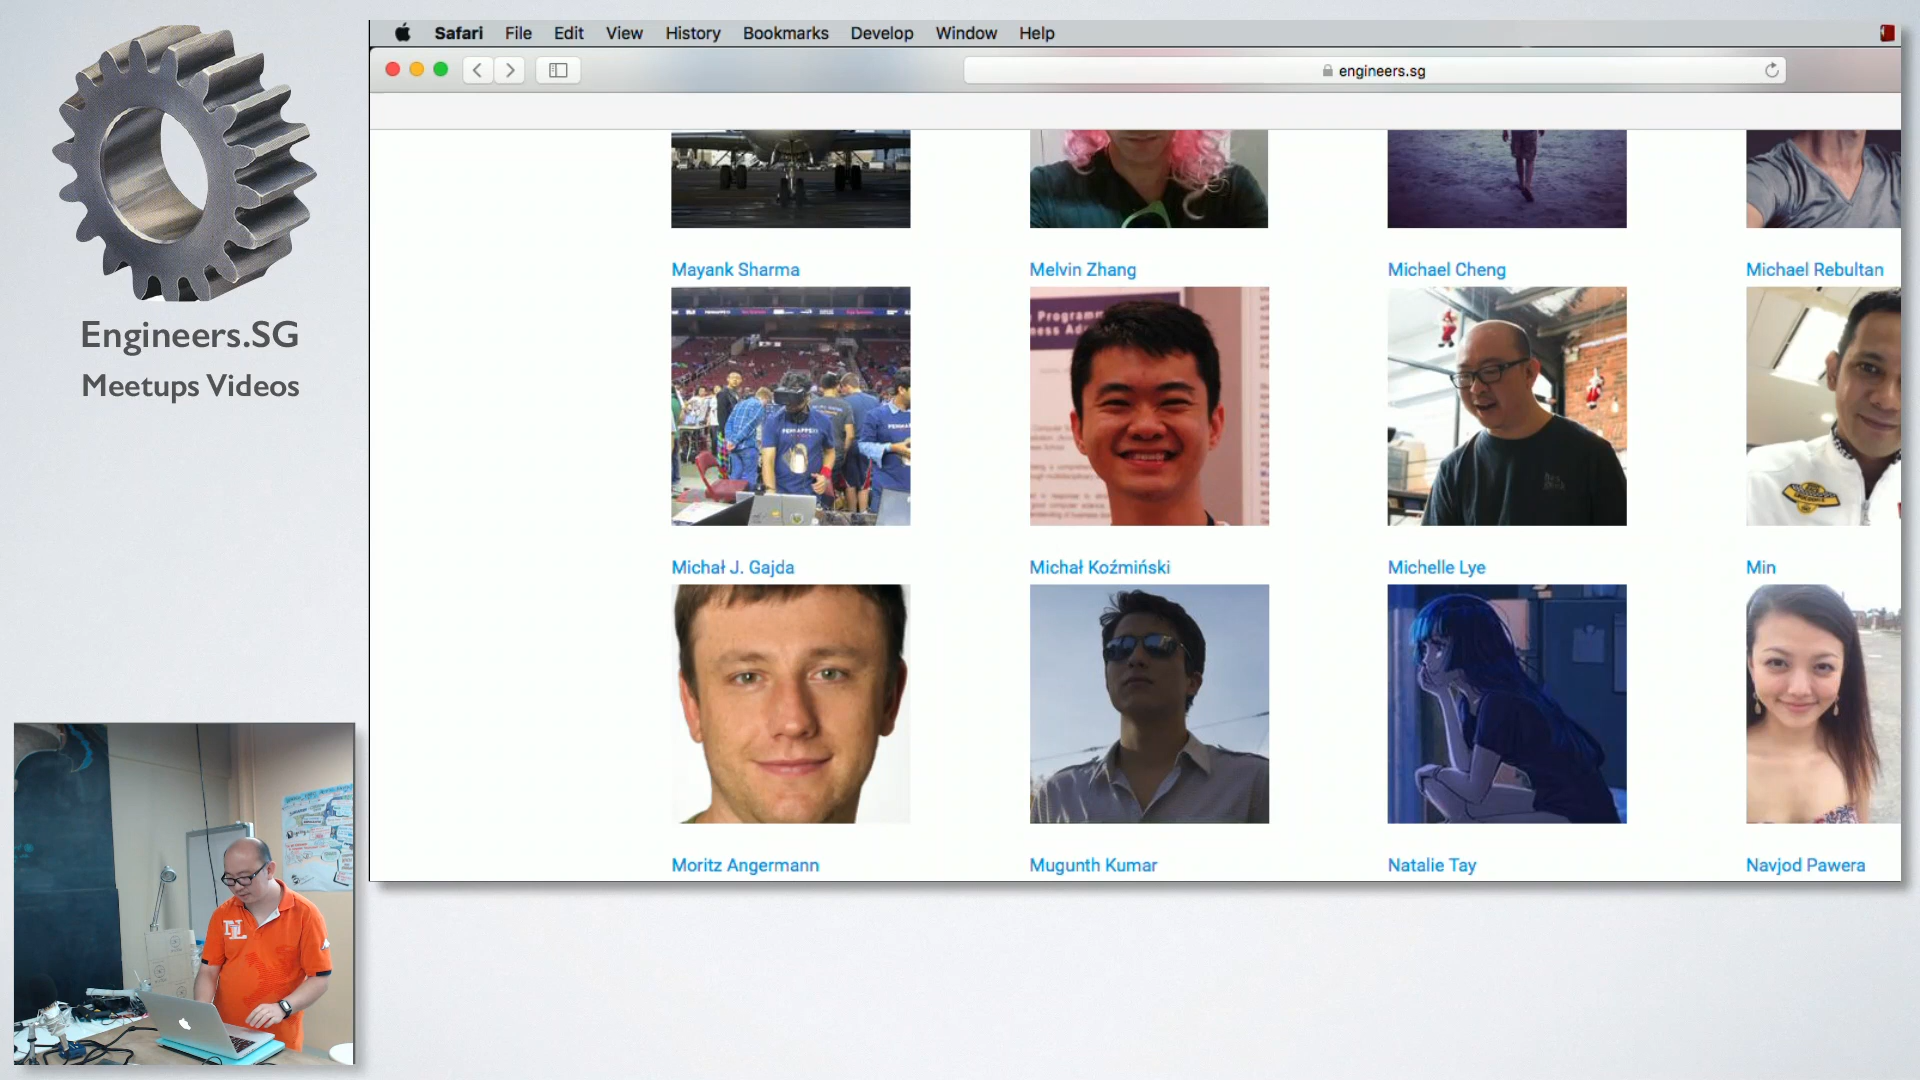 Engineers.SG
Meetups Videos
Safari File Edit View History Bookmarks Develop Window Help
engineers.sg
Mayank Sharma
Melvin Zhang
Michael Cheng
Michael Rebultan
Michał J. Gajda
Michał Koźmiński
Michelle Lye
Min
Moritz Angermann
Mugunth Kumar
Natalie Tay
Navjod Pawera